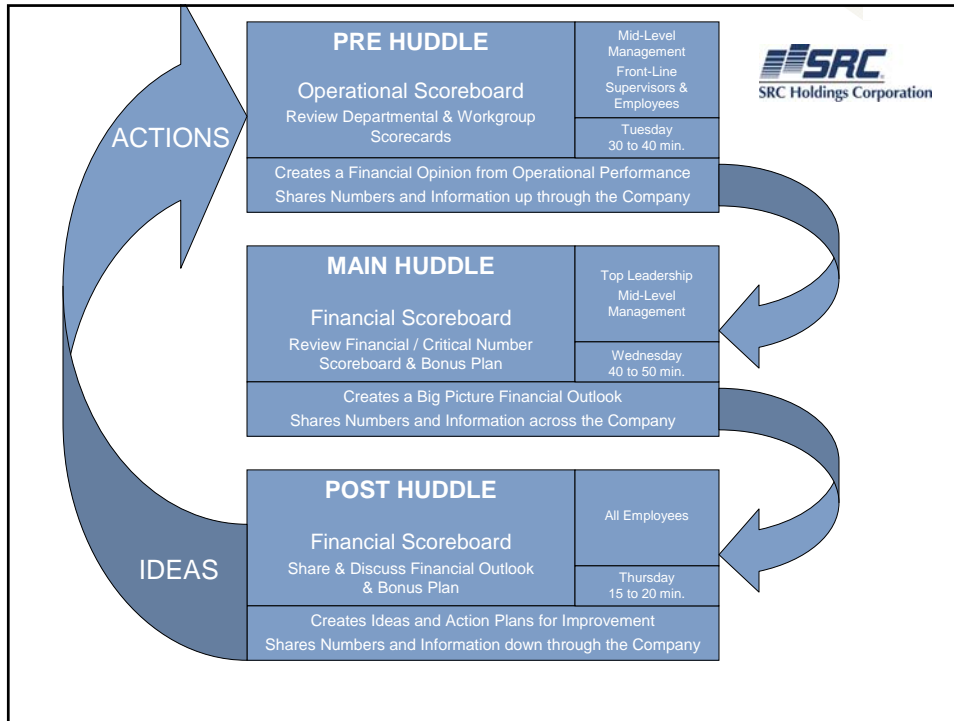 PRE HUDDLE
Operational Scoreboard
Review Departmental & Workgroup
Scorecards
Mid-Level
Management
Front-Line
Supervisors &
Employees
Tuesday
30 to 40 min.
Creates a Financial Opinion from Operational Performance
Shares Numbers and Information up through the Company
SRC
SRC Holdings Corporation
ACTIONS
MAIN HUDDLE
Financial Scoreboard
Review Financial / Critical Number
Scoreboard & Bonus Plan
Top Leadership
Mid-Level
Management
Wednesday
40 to 50 min.
Creates a Big Picture Financial Outlook
Shares Numbers and Information across the Company
POST HUDDLE
Financial Scoreboard
Share & Discuss Financial Outlook
& Bonus Plan
All Employees
Thursday
15 to 20 min.
Creates Ideas and Action Plans for Improvement
Shares Numbers and Information down through the Company
IDEAS